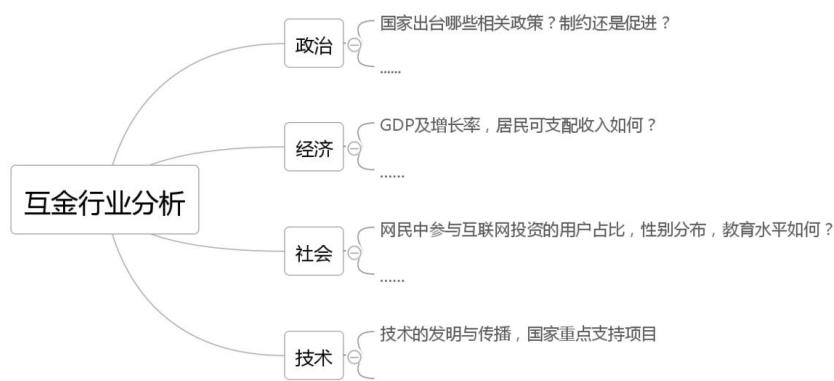 国家出台哪些相关政策？制约还是促进？
政治
......
GDP及增长率，居民可支配收入如何？
经济
......
互金行业分析
网民中参与互联网投资的用户占比，性别分布，教育水平如何？
社会
......
技术的发明与传播，国家重点支持项目
技术